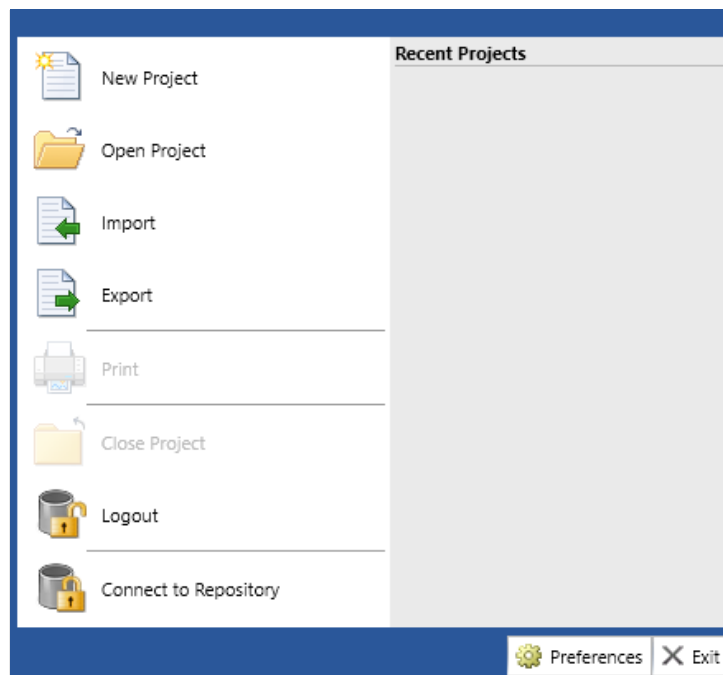 New Project
Open Project
Import
Export
Print
Close Project
Logout
Connect to Repository
Recent Projects
Preferences
Exit